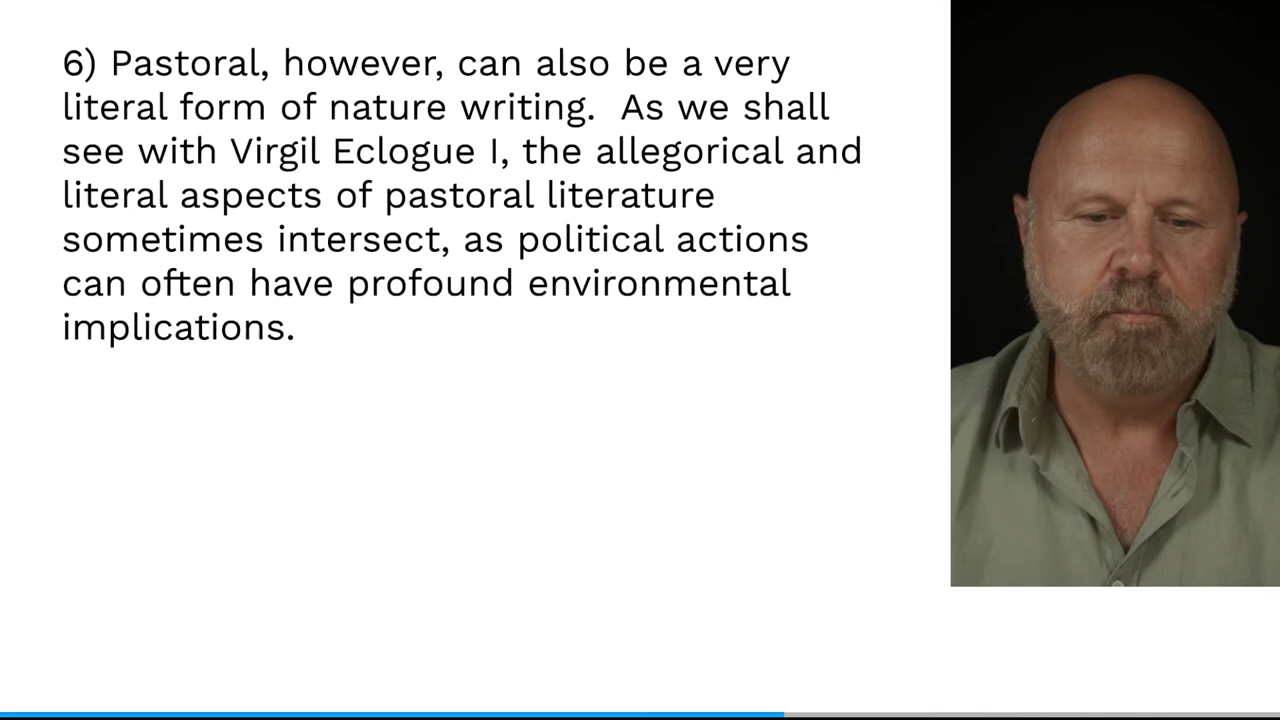 6) Pastoral, however, can also be a very
literal form of nature writing.  As we shall
see with Virgil Eclogue I, the allegorical and
literal aspects of pastoral literature
sometimes intersect, as political actions
can often have profound environmental
implications.